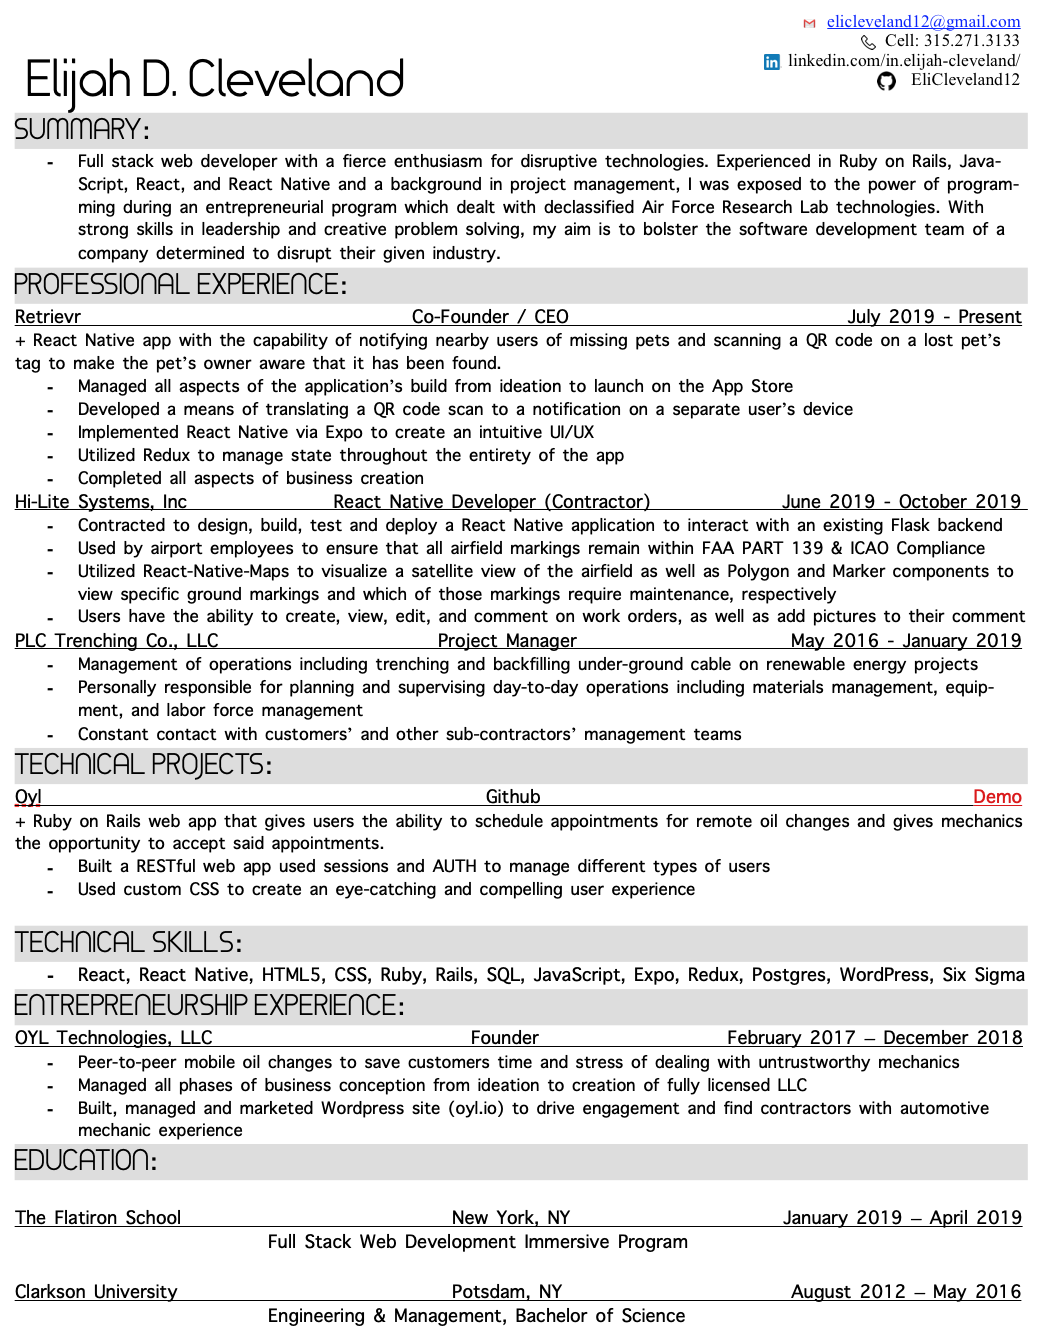 elicleveland12@gmail.com
Cell: 315.271.3133
linkedin.com/in.elijah-cleveland/
EliCleveland12
Elijah D. Cleveland
SUMMARY:
- Full stack web developer with a fierce enthusiasm for disruptive technologies. Experienced in Ruby on Rails, Java-
Script, React, and React Native and a background in project management, I was exposed to the power of program-
ming during an entrepreneurial program which dealt with declassified Air Force Research Lab technologies. With
strong skills in leadership and creative problem solving, my aim is to bolster the software development team of a
company determined to disrupt their given industry.
PROFESSIONAL EXPERIENCE:
Retrievr Co-Founder / CEO July 2019 - Present
+ React Native app with the capability of notifying nearby users of missing pets and scanning a QR code on a lost pet’s
tag to make the pet’s owner aware that it has been found.
- Managed all aspects of the application’s build from ideation to launch on the App Store
- Developed a means of translating a QR code scan to a notification on a separate user’s device
- Implemented React Native via Expo to create an intuitive UI/UX
- Utilized Redux to manage state throughout the entirety of the app
- Completed all aspects of business creation
Hi-Lite Systems, Inc React Native Developer (Contractor) June 2019 - October 2019
- Contracted to design, build, test and deploy a React Native application to interact with an existing Flask backend
- Used by airport employees to ensure that all airfield markings remain within FAA PART 139 & ICAO Compliance
- Utilized React-Native-Maps to visualize a satellite view of the airfield as well as Polygon and Marker components to
view specific ground markings and which of those markings require maintenance, respectively
- Users have the ability to create, view, edit, and comment on work orders, as well as add pictures to their comment
PLC Trenching Co., LLC Project Manager May 2016 - January 2019
- Management of operations including trenching and backfilling under-ground cable on renewable energy projects
- Personally responsible for planning and supervising day-to-day operations including materials management, equip-
ment, and labor force management
- Constant contact with customers’ and other sub-contractors’ management teams
TECHNICAL PROJECTS:
Oyl Github Demo
+ Ruby on Rails web app that gives users the ability to schedule appointments for remote oil changes and gives mechanics
the opportunity to accept said appointments.
- Built a RESTful web app used sessions and AUTH to manage different types of users
- Used custom CSS to create an eye-catching and compelling user experience
TECHNICAL SKILLS:
- React, React Native, HTML5, CSS, Ruby, Rails, SQL, JavaScript, Expo, Redux, Postgres, WordPress, Six Sigma
ENTREPRENEURSHIP EXPERIENCE:
OYL Technologies, LLC Founder February 2017 – December 2018
- Peer-to-peer mobile oil changes to save customers time and stress of dealing with untrustworthy mechanics
- Managed all phases of business conception from ideation to creation of fully licensed LLC
- Built, managed and marketed Wordpress site (oyl.io) to drive engagement and find contractors with automotive
mechanic experience
EDUCATION:
The Flatiron School New York, NY January 2019 – April 2019
Full Stack Web Development Immersive Program
Clarkson University Potsdam, NY August 2012 – May 2016
Engineering & Management, Bachelor of Science